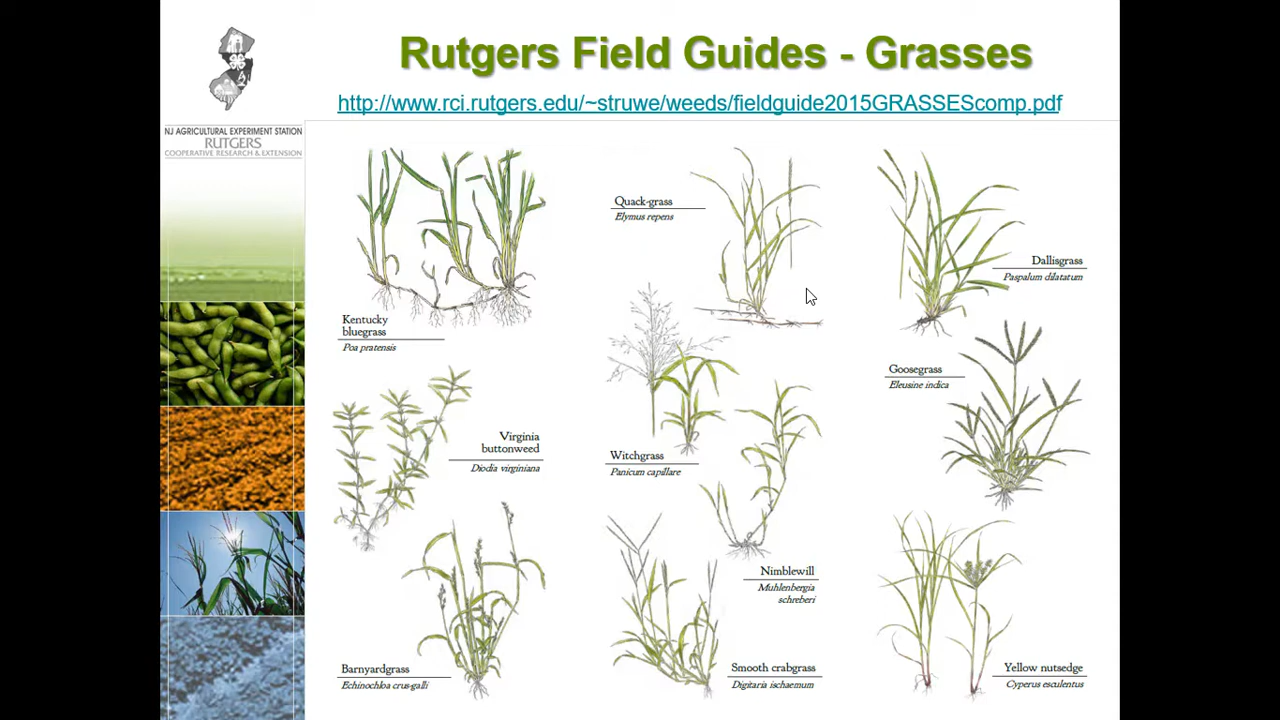 Rutgers Field Guides - Grasses
http://www.rci.rutgers.edu/~struwe/weeds/fieldguide2015GRASSEScomp.pdf
NJ AGRICULTURAL EXPERIMENT STATION
RUTGERS
COOPERATIVE RESEARCH & EXTENSION
Kentucky
bluegrass
Poa pratensis
Quack-grass
Elymus repens
Dallisgrass
Paspalum dilatatum
Virginia
buttonweed
Diodia virginiana
Witchgrass
Panicum capillare
Goosegrass
Eleusine indica
Nimblewill
Muhlenbergia
schreberi
Barnyardgrass
Echinochloa crus-galli
Smooth crabgrass
Digitaria ischaemum
Yellow nutsedge
Cyperus esculentus